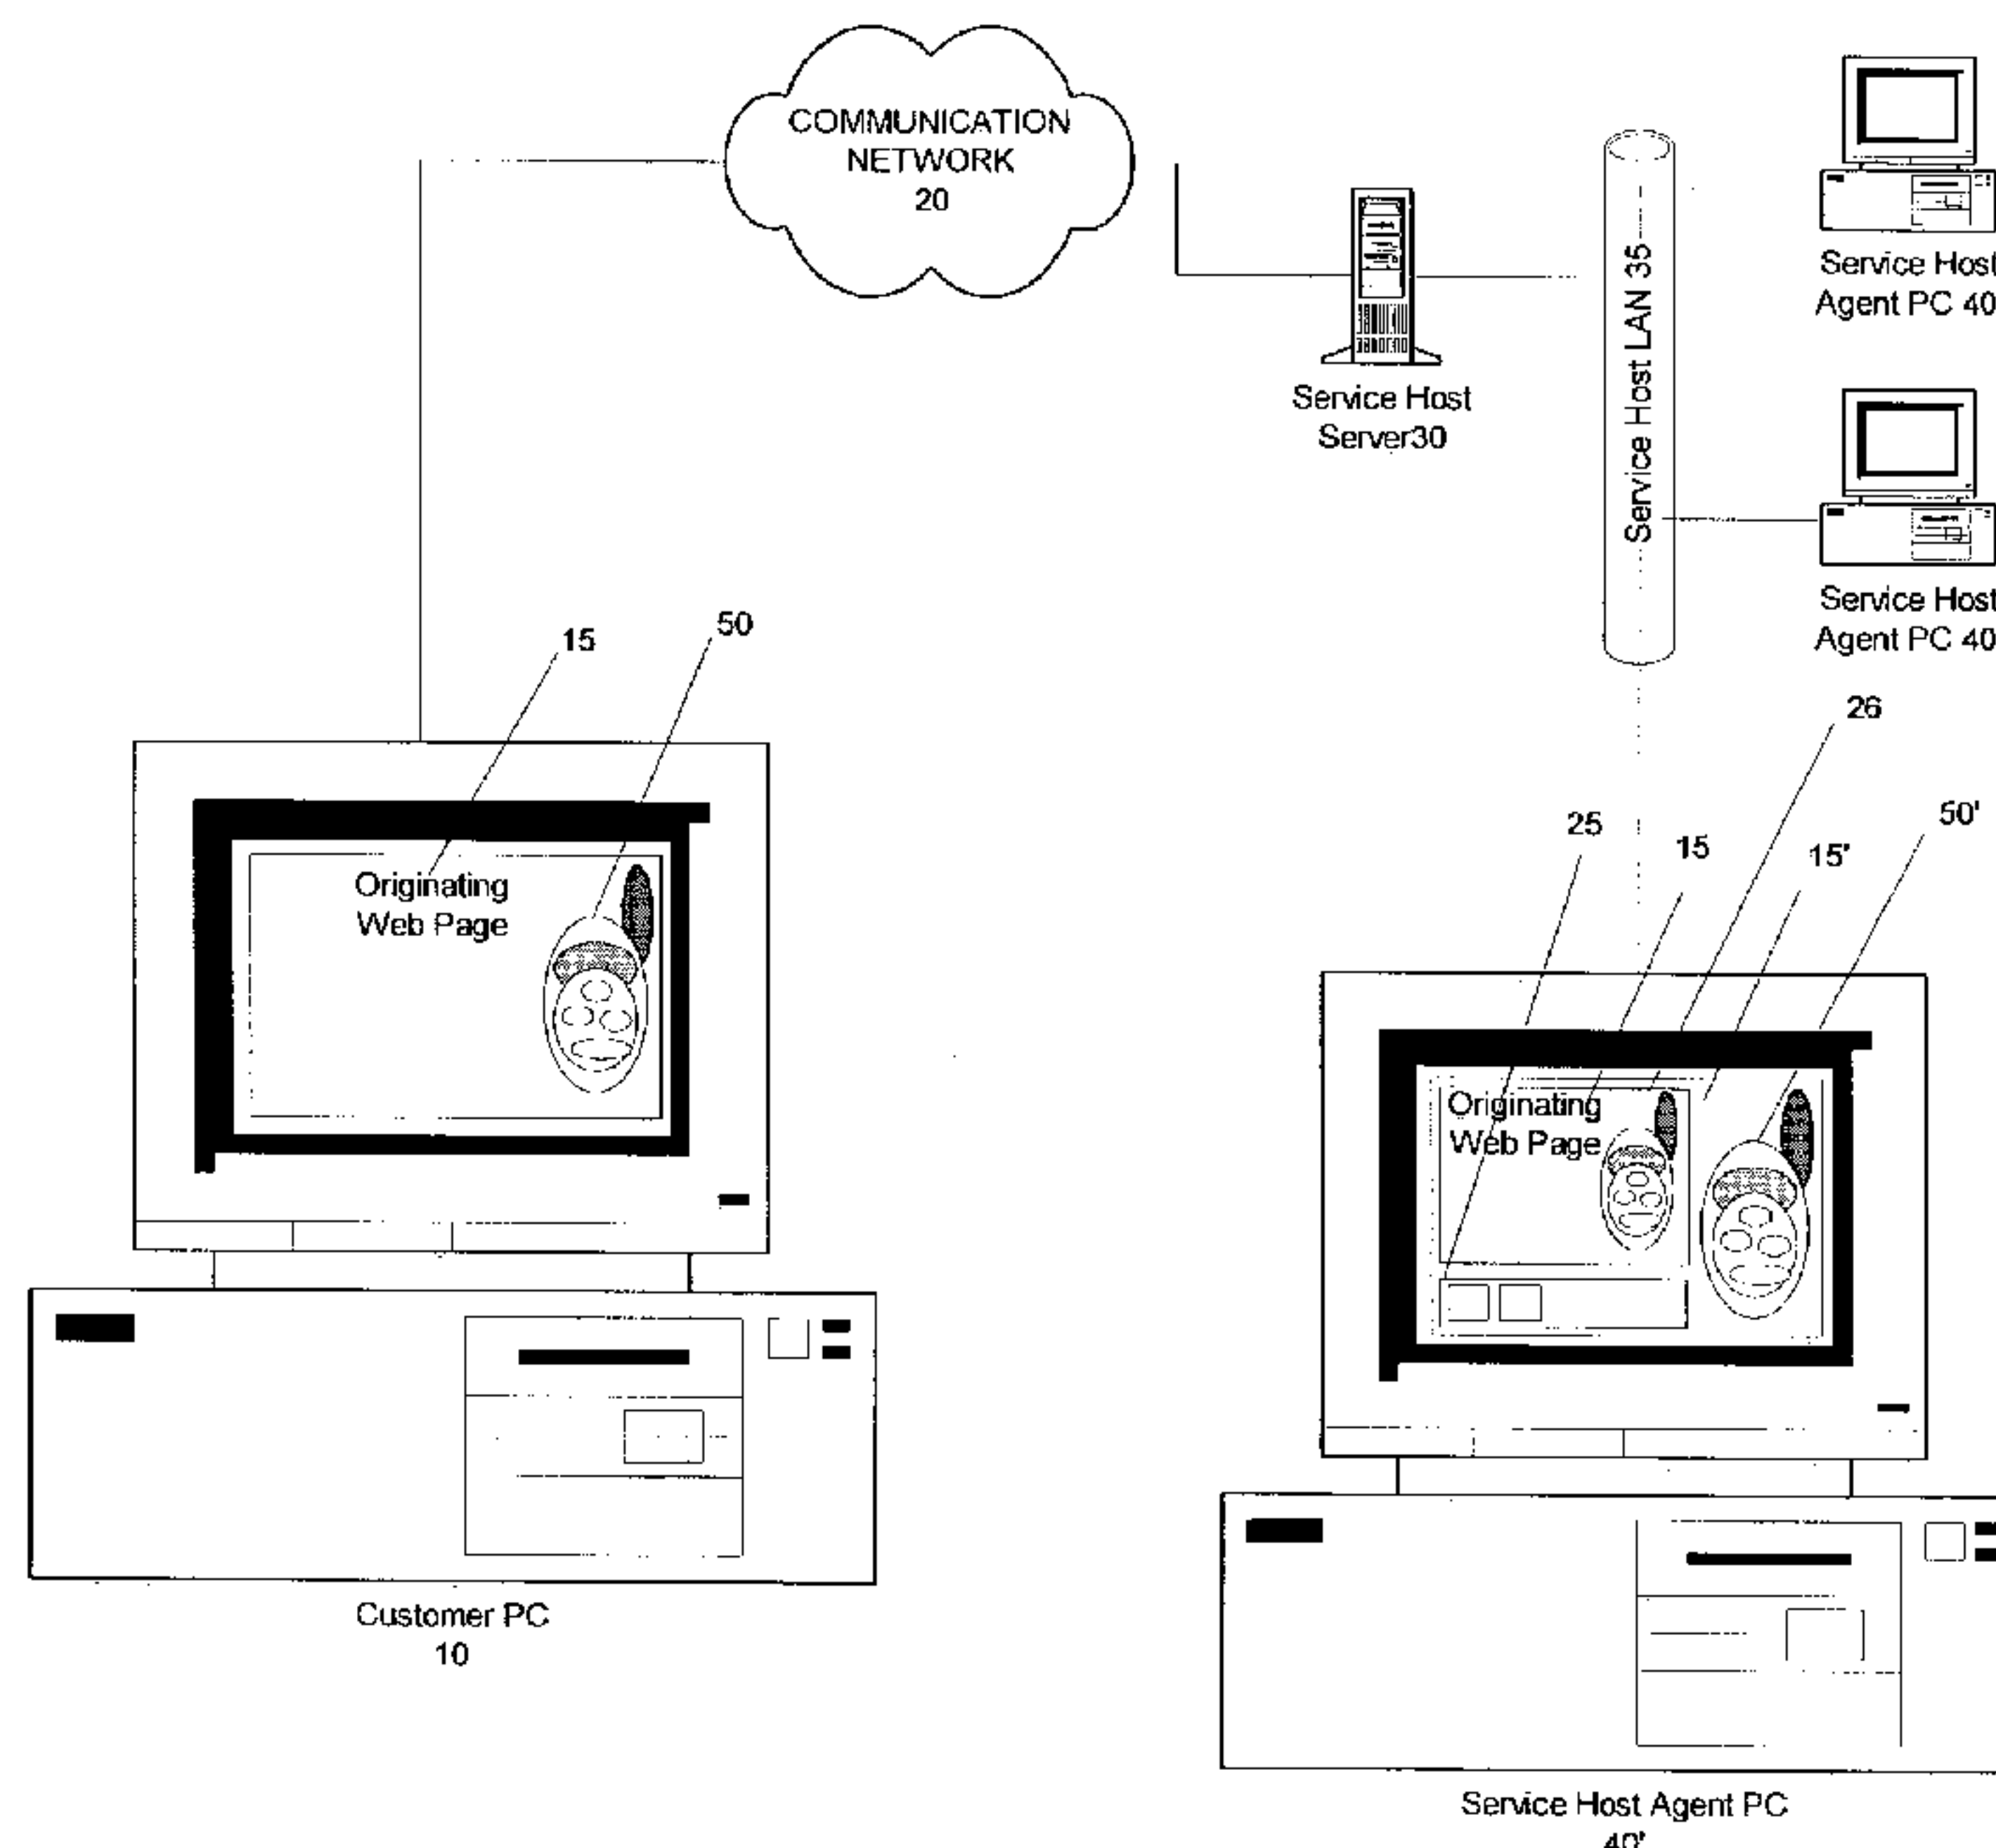 COMMUNICATION
NETWORK
20
Service Host
Agent PC 40
Service Host LAN 35
Service Host
Server30
Service Host
Agent PC 40
15
50
26
25
15
15'
50'
Originating
Web Page
Originating
Web Page
Customer PC
10
Service Host Agent PC
40'